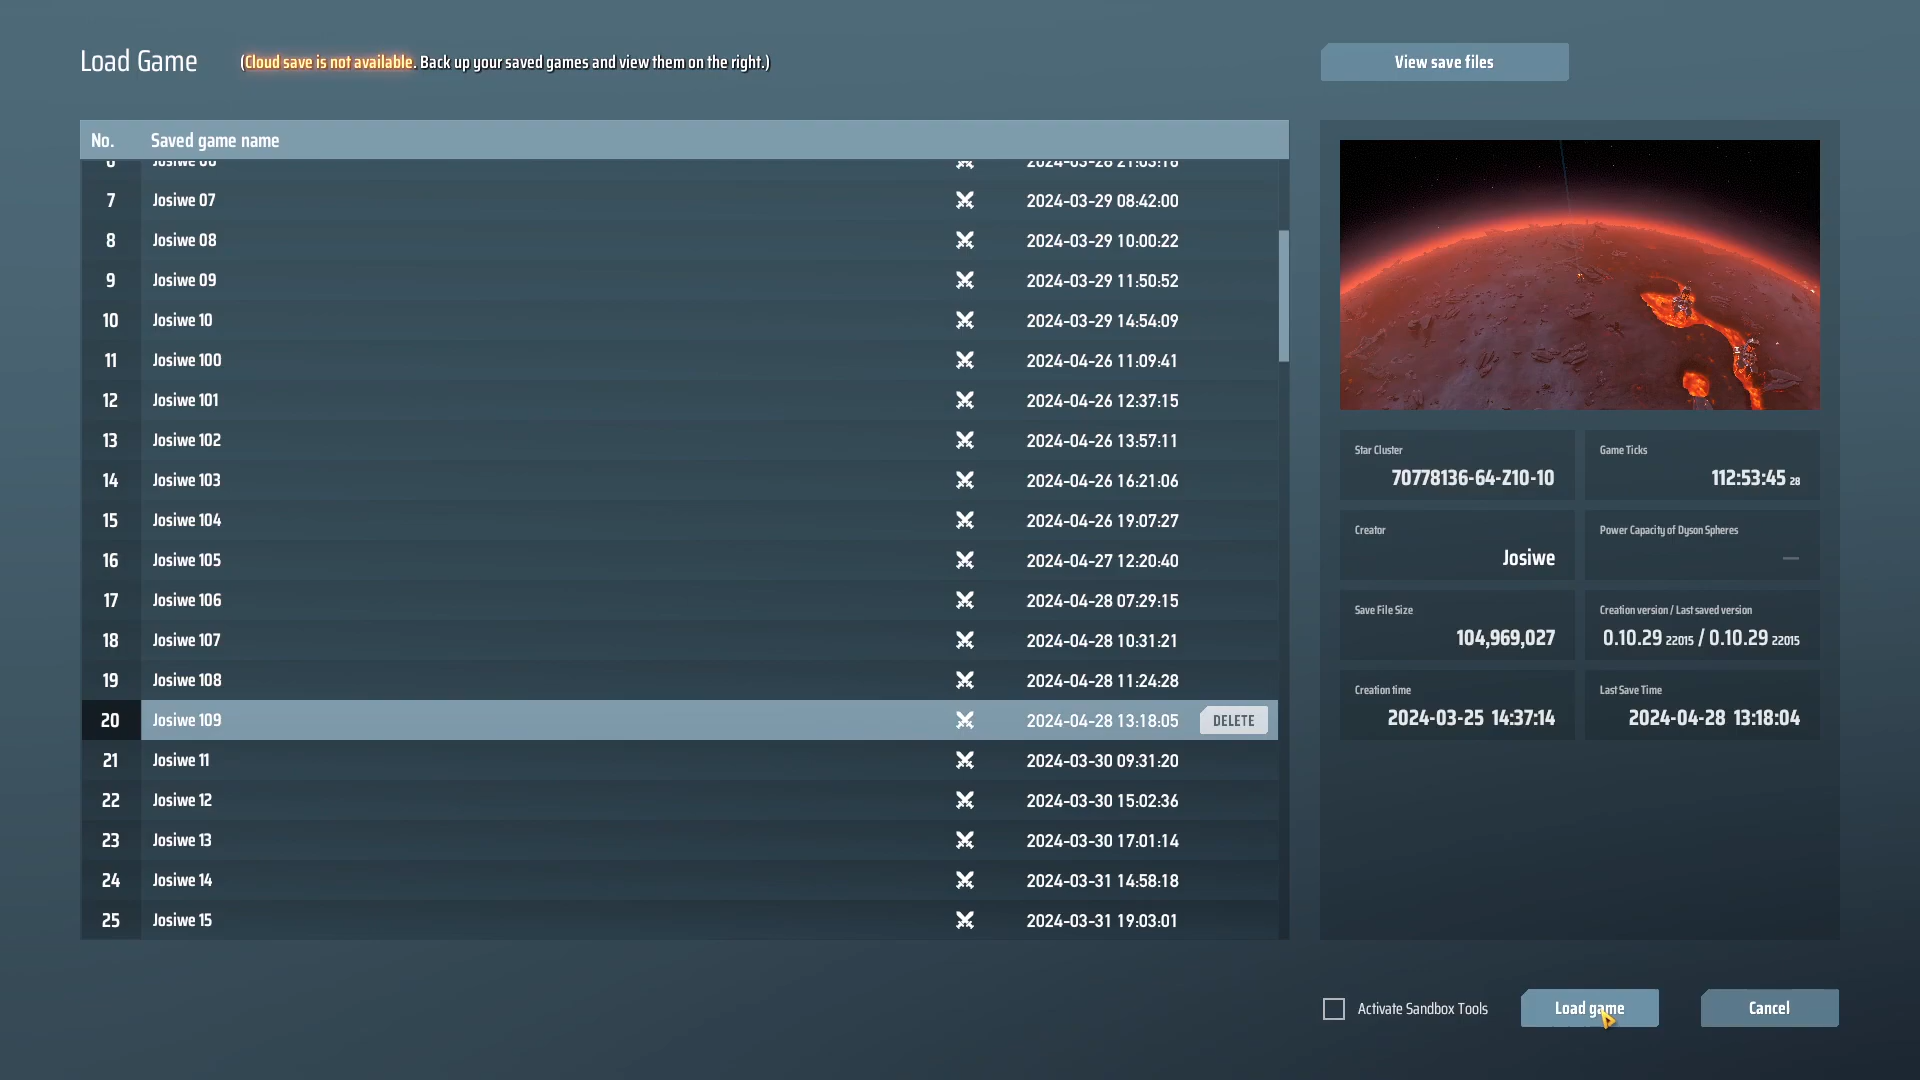 Load Game
(Cloud save is not available. Back up your saved games and view them on the right.)
View save files
No. Saved game name
7 Josiwe 07 2024-03-29 08:42:00
8 Josiwe 08 2024-03-29 10:00:22
9 Josiwe 09 2024-03-29 11:50:52
10 Josiwe 10 2024-03-29 14:54:09
11 Josiwe 100 2024-04-26 11:09:41
12 Josiwe 101 2024-04-26 12:37:15
13 Josiwe 102 2024-04-26 13:57:11
14 Josiwe 103 2024-04-26 16:21:06
15 Josiwe 104 2024-04-26 19:07:27
16 Josiwe 105 2024-04-27 12:20:40
17 Josiwe 106 2024-04-28 07:29:15
18 Josiwe 107 2024-04-28 10:31:21
19 Josiwe 108 2024-04-28 11:24:28
20 Josiwe 109 2024-04-28 13:18:05 DELETE
21 Josiwe 11 2024-03-30 09:31:20
22 Josiwe 12 2024-03-30 15:02:36
23 Josiwe 13 2024-03-30 17:01:14
24 Josiwe 14 2024-03-31 14:58:18
25 Josiwe 15 2024-03-31 19:03:01
Star Cluster
70778136-64-Z10-10
Game Ticks
112:53:45 28
Creator
Josiwe
Power Capacity of Dyson Spheres
—
Save File Size
104,969,027
Creation version / Last saved version
0.10.29 22015 / 0.10.29 22015
Creation time
2024-03-25 14:37:14
Last Save Time
2024-04-28 13:18:04
Activate Sandbox Tools
Load game
Cancel